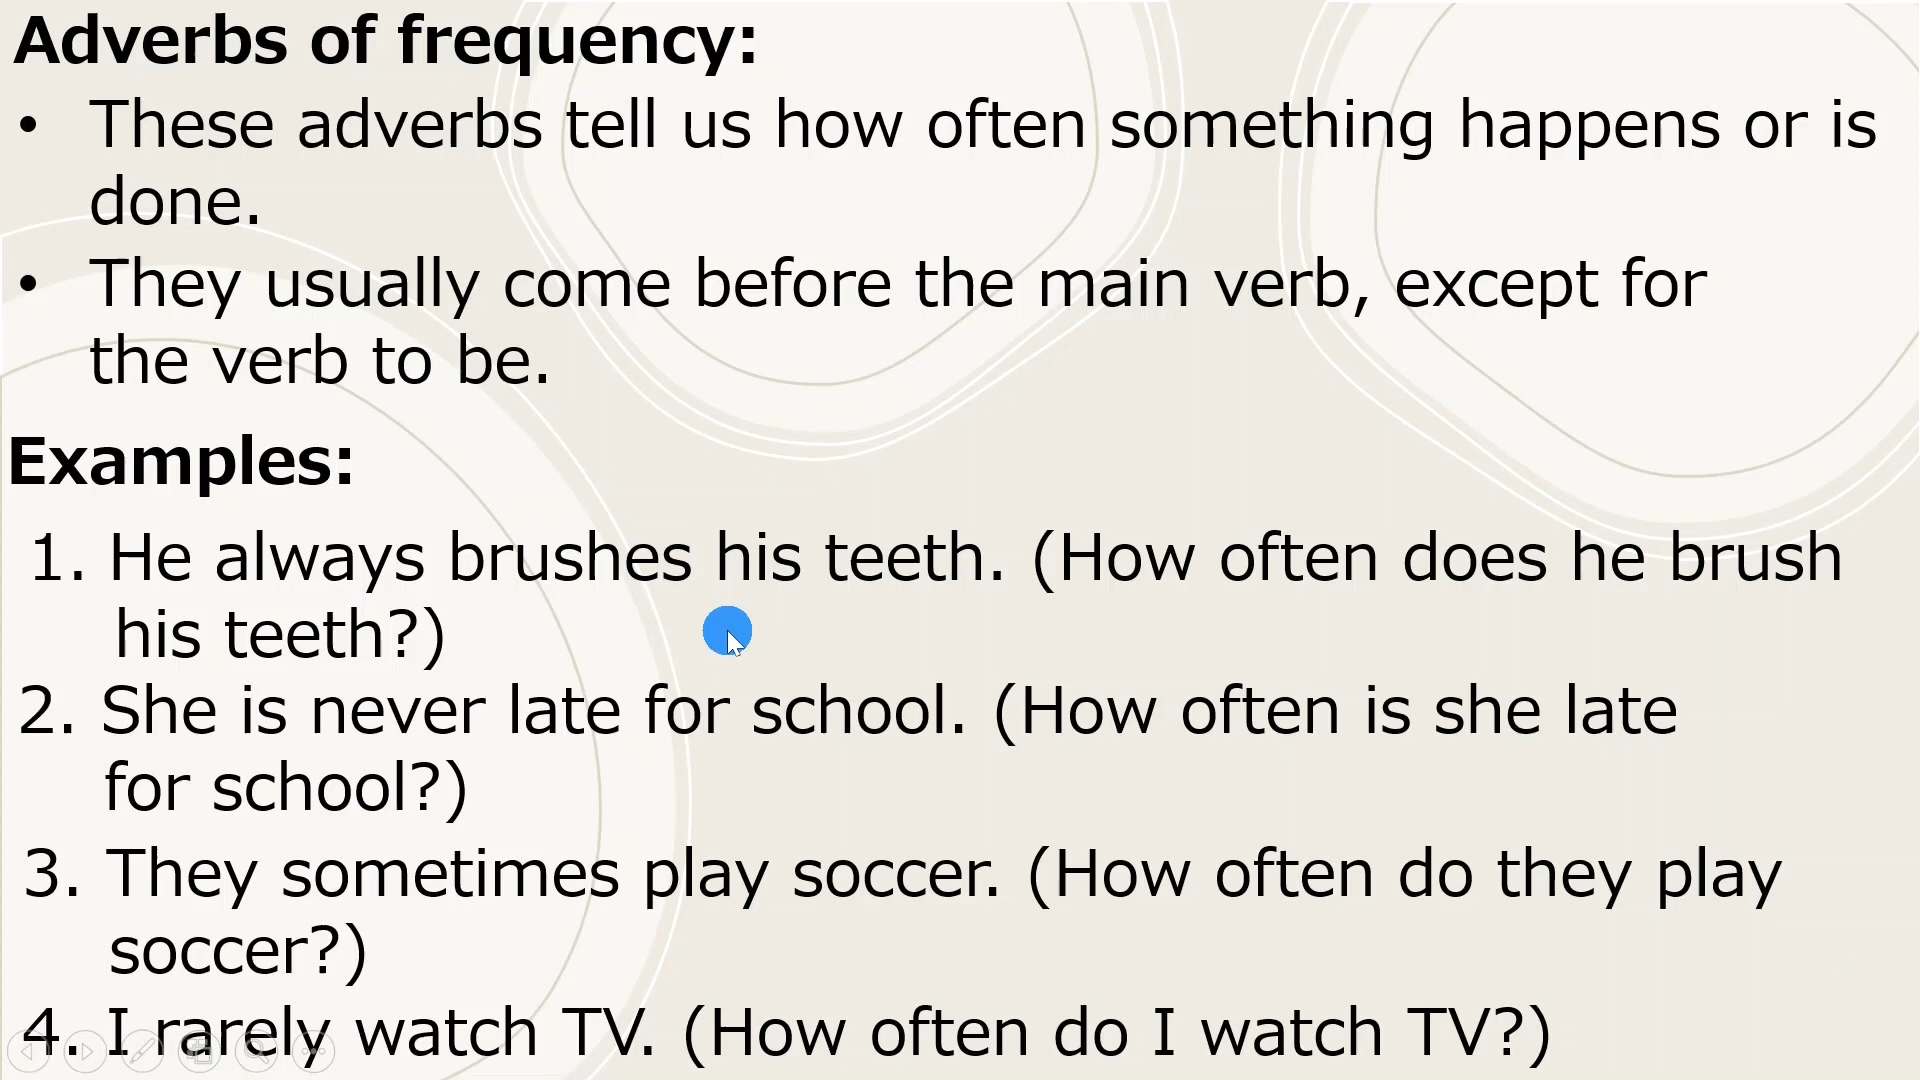 Adverbs of frequency:
• These adverbs tell us how often something happens or is
done.
• They usually come before the main verb, except for
the verb to be.
Examples:
1. He always brushes his teeth. (How often does he brush
his teeth?)
2. She is never late for school. (How often is she late
for school?)
3. They sometimes play soccer. (How often do they play
soccer?)
4. I rarely watch TV. (How often do I watch TV?)